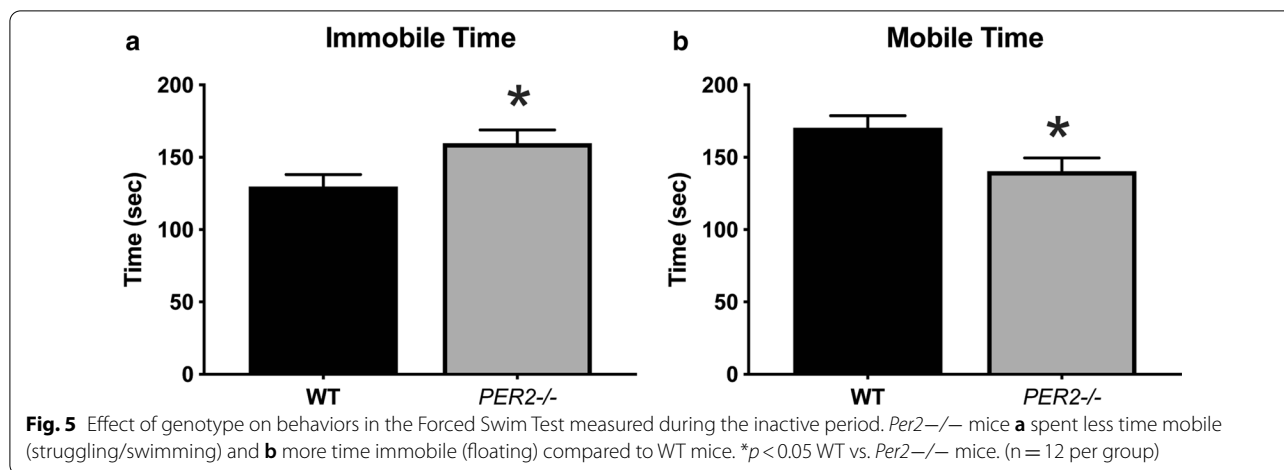 a Immobile Time b Mobile Time
200 200
* *
150 150
Time (sec) Time (sec)
100 100
50 50
0 0
WT PER2-/- WT PER2-/-
Fig. 5 Effect of genotype on behaviors in the Forced Swim Test measured during the inactive period. Per2−/− mice a spent less time mobile
(struggling/swimming) and b more time immobile (floating) compared to WT mice. *p < 0.05 WT vs. Per2−/− mice. (n = 12 per group)